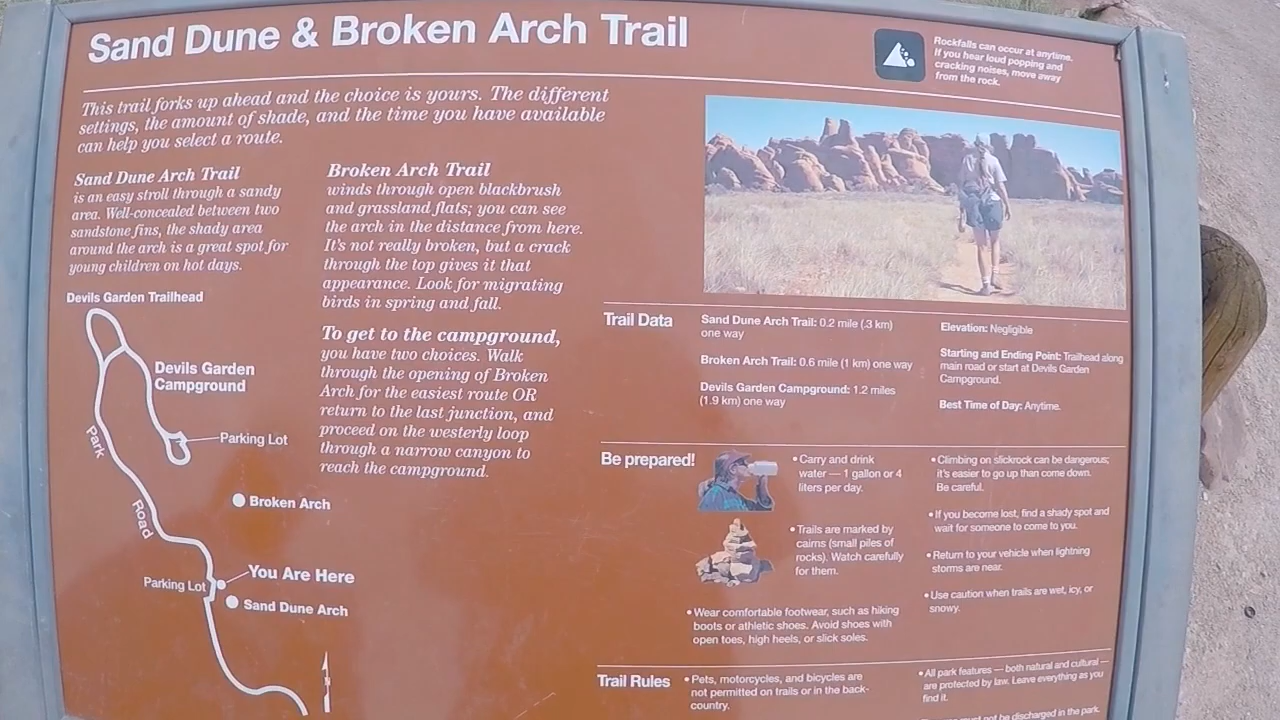 Sand Dune & Broken Arch Trail
Rockfalls can occur at anytime.
If you hear loud popping and
cracking noises, move away
from the rock.
This trail forks up ahead and the choice is yours. The different
settings, the amount of shade, and the time you have available
can help you select a route.
Sand Dune Arch Trail
is an easy stroll through a sandy
area. Well-concealed between two
sandstone fins, the shady area
around the arch is a great spot for
young children on hot days.
Broken Arch Trail
winds through open blackbrush
and grassland flats; you can see
the arch in the distance from here.
It's not really broken, but a crack
through the top gives it that
appearance. Look for migrating
birds in spring and fall.
To get to the campground,
you have two choices. Walk
through the opening of Broken
Arch for the easiest route OR
return to the last junction, and
proceed on the westerly loop
through a narrow canyon to
reach the campground.
Devils Garden Trailhead
Devils Garden
Campground
Parking Lot
Park
Road
Broken Arch
You Are Here
Parking Lot
Sand Dune Arch
N
Trail Data
Sand Dune Arch Trail: 0.2 mile (.3 km)
one way
Broken Arch Trail: 0.6 mile (1 km) one way
Devils Garden Campground: 1.2 miles
(1.9 km) one way
Elevation: Negligible
Starting and Ending Point: Trailhead along
main road or start at Devils Garden
Campground.
Best Time of Day: Anytime.
Be prepared!
• Carry and drink
water — 1 gallon or 4
liters per day.
• Trails are marked by
cairns (small piles of
rocks). Watch carefully
for them.
• Wear comfortable footwear, such as hiking
boots or athletic shoes. Avoid shoes with
open toes, high heels, or slick soles.
• Climbing on slickrock can be dangerous;
it's easier to go up than come down.
Be careful.
• If you become lost, find a shady spot and
wait for someone to come to you.
• Return to your vehicle when lightning
storms are near.
• Use caution when trails are wet, icy, or
snowy.
Trail Rules
• Pets, motorcycles, and bicycles are
not permitted on trails or in the back-
country.
• All park features — both natural and cultural —
are protected by law. Leave everything as you
find it.
must not be discharged in the park.